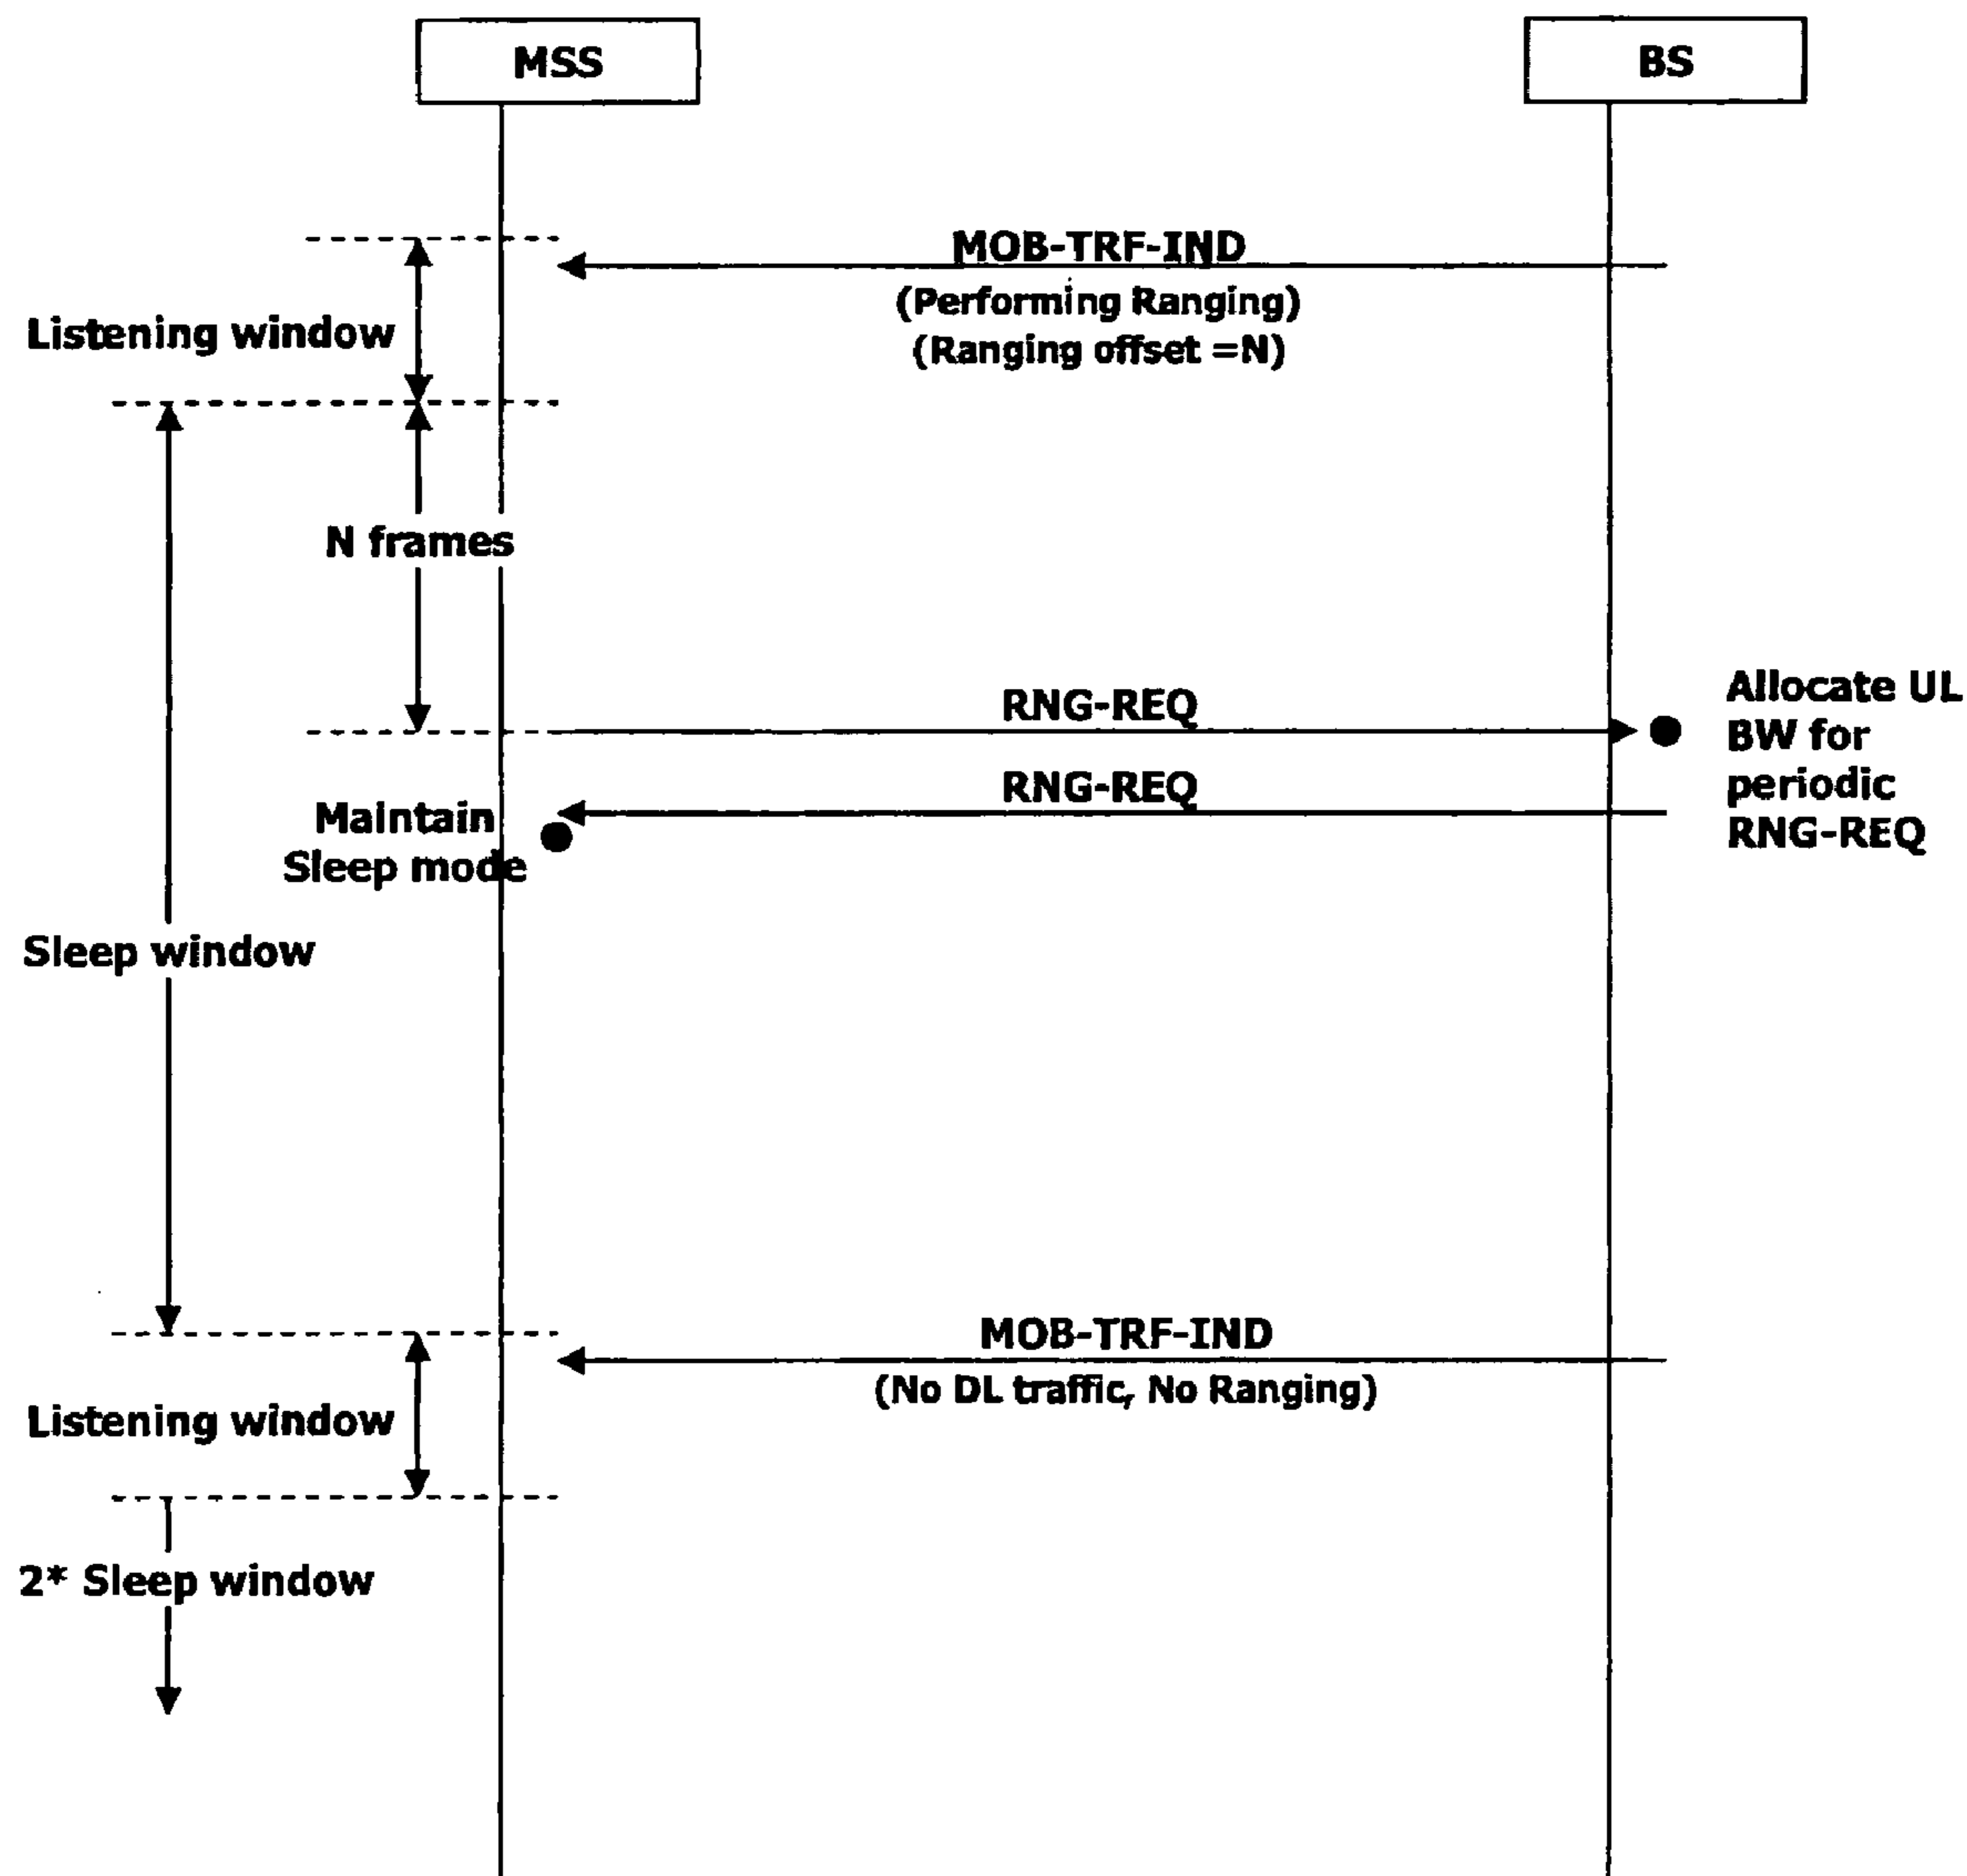 MSS
BS
MOB-TRF-IND
(Performing Ranging)
(Ranging offset =N)
Listening window
N frames
RNG-REQ
Allocate UL
BW for
periodic
RNG-REQ
RNG-REQ
Maintain
Sleep mode
Sleep window
MOB-TRF-IND
(No DL traffic, No Ranging)
Listening window
2* Sleep window